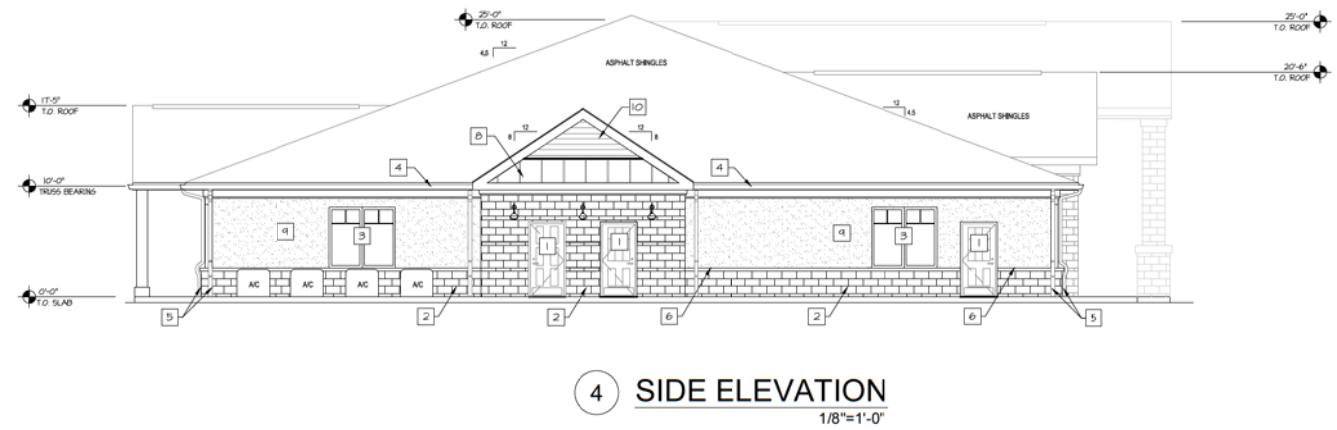 25'-0"
T.O. ROOF
25'-0"
T.O. ROOF
12
4.5
ASPHALT SHINGLES
20'-6"
T.O. ROOF
17'-5"
T.O. ROOF
10
12
4.5
ASPHALT SHINGLES
8
12
8
12
8
4
4
10'-0"
TRUSS BEARING
9
3
1
1
9
3
1
A/C
A/C
A/C
A/C
0'-0"
T.O. SLAB
5
2
2
6
2
6
5
4
SIDE ELEVATION
1/8"=1'-0"